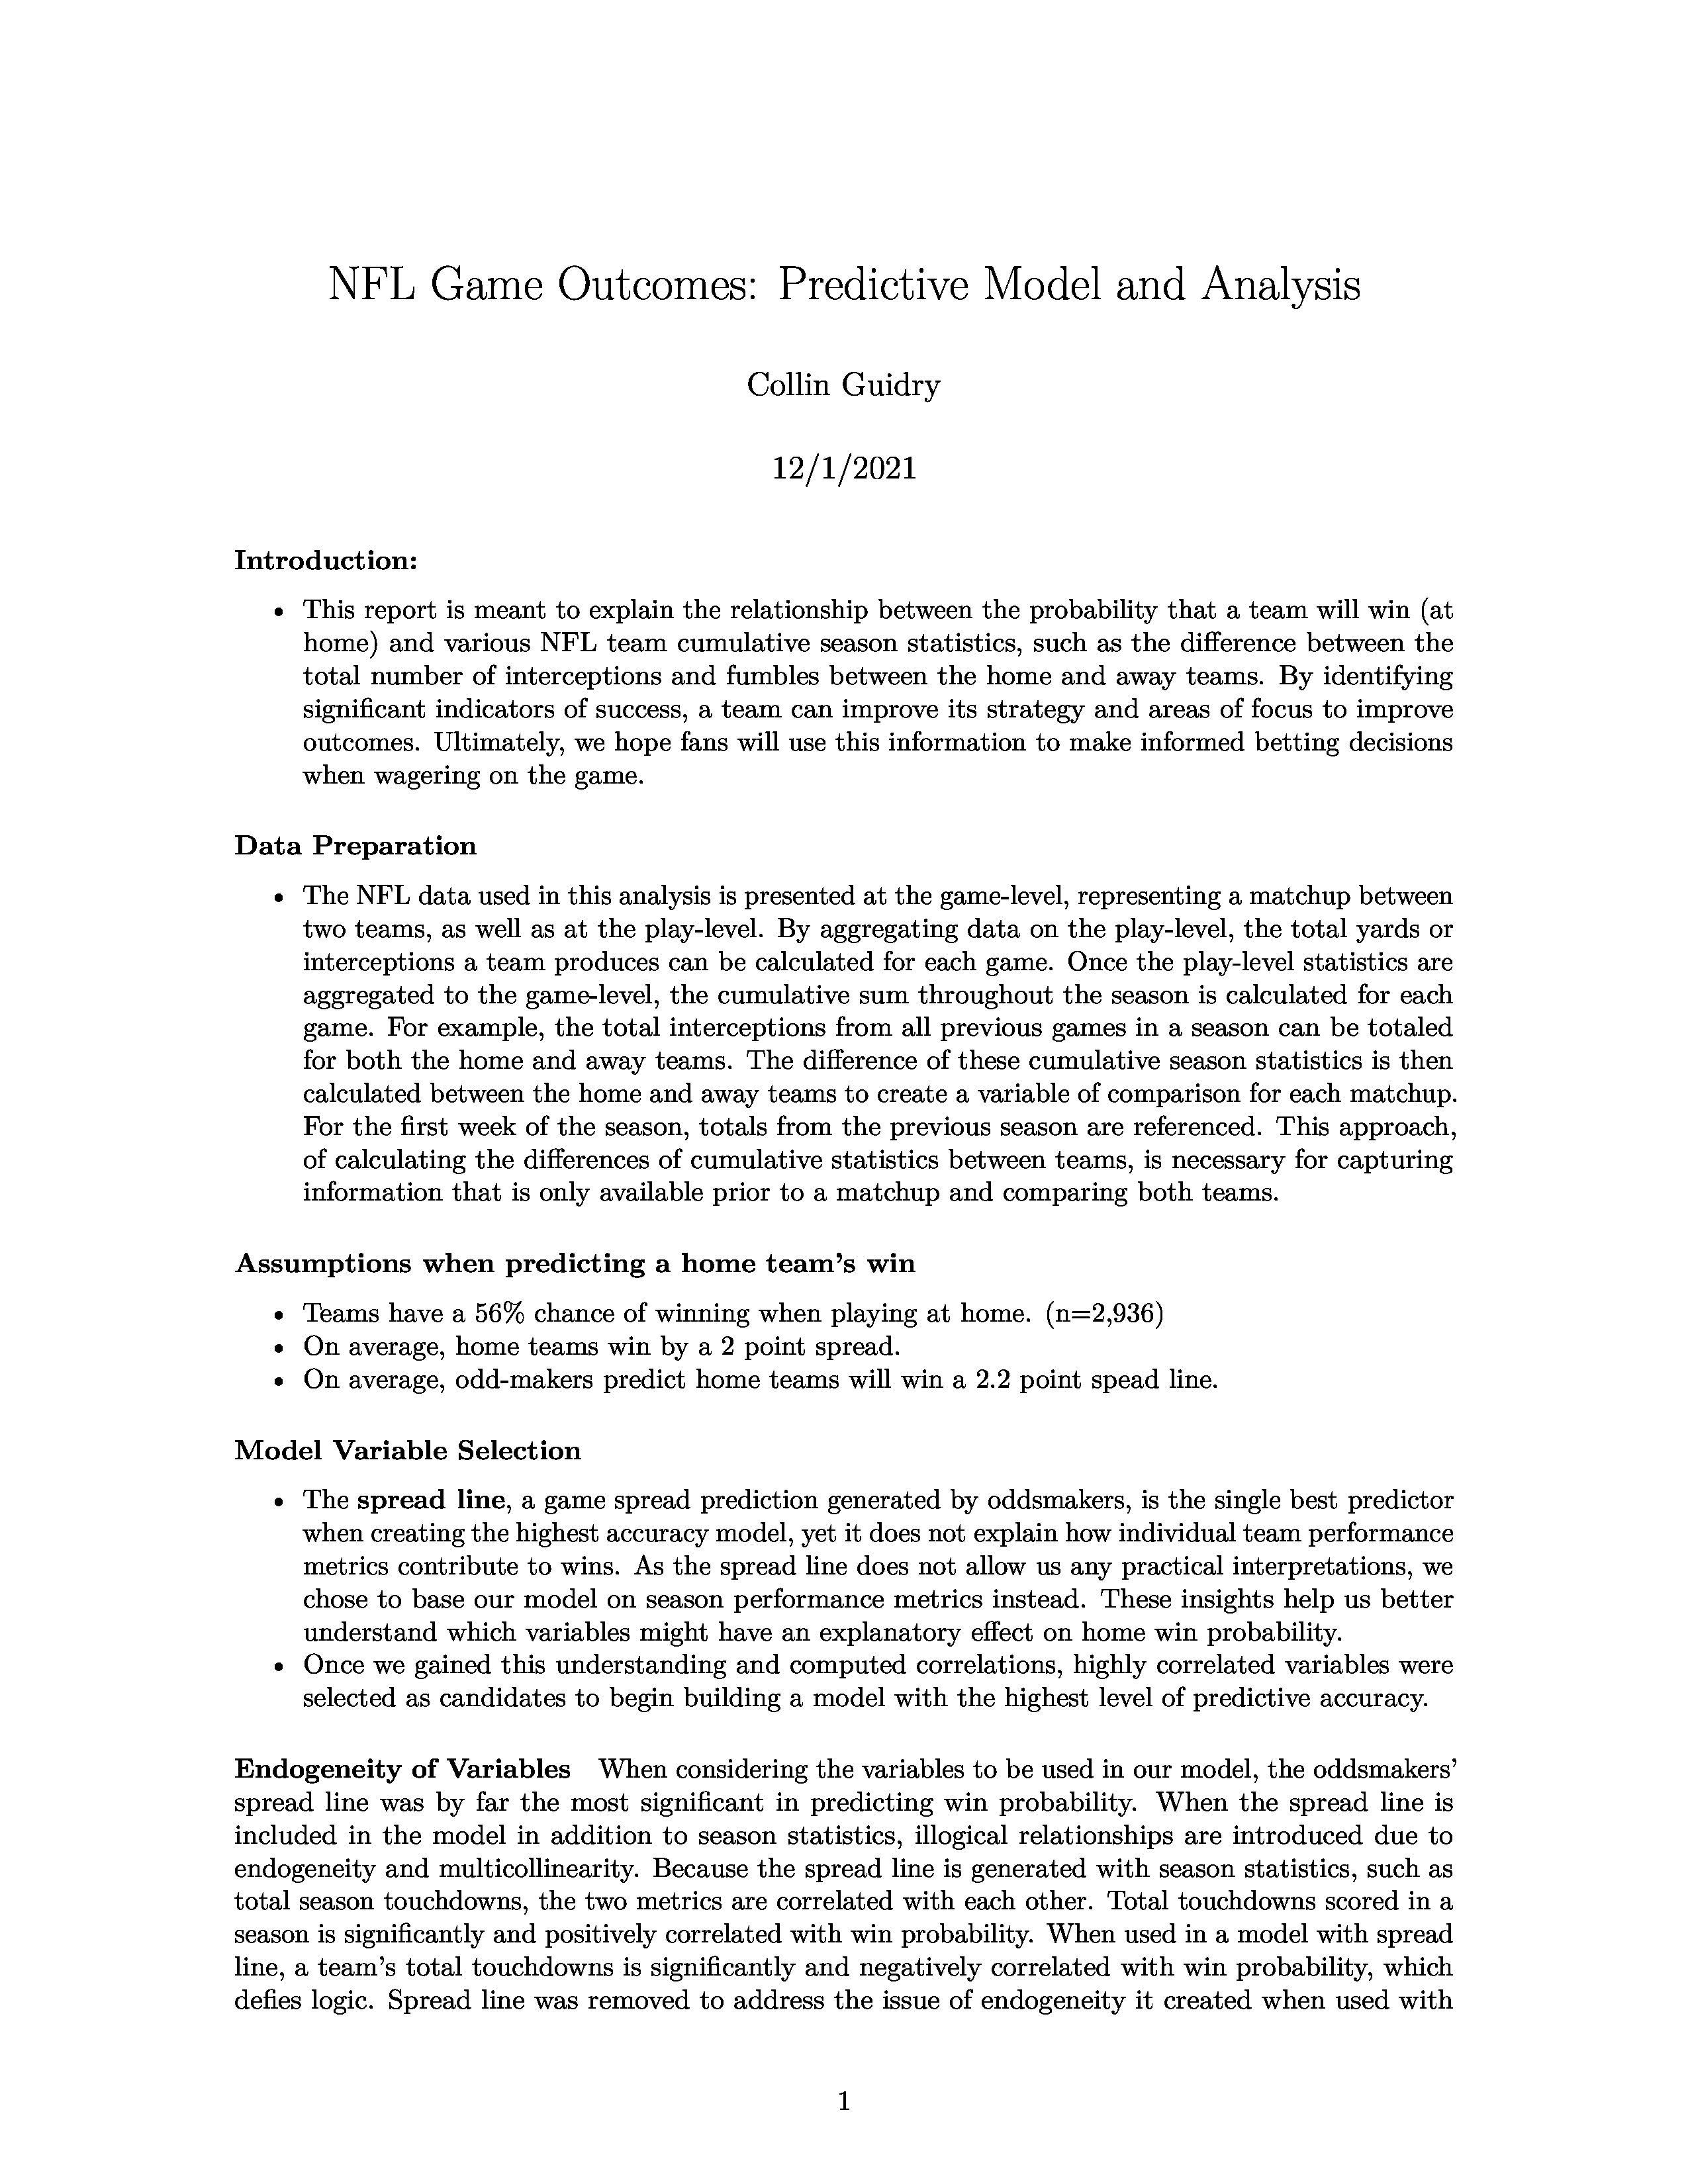 NFL Game Outcomes: Predictive Model and Analysis
Collin Guidry
12/1/2021
Introduction:
• This report is meant to explain the relationship between the probability that a team will win (at
home) and various NFL team cumulative season statistics, such as the difference between the
total number of interceptions and fumbles between the home and away teams. By identifying
significant indicators of success, a team can improve its strategy and areas of focus to improve
outcomes. Ultimately, we hope fans will use this information to make informed betting decisions
when wagering on the game.
Data Preparation
• The NFL data used in this analysis is presented at the game-level, representing a matchup between
two teams, as well as at the play-level. By aggregating data on the play-level, the total yards or
interceptions a team produces can be calculated for each game. Once the play-level statistics are
aggregated to the game-level, the cumulative sum throughout the season is calculated for each
game. For example, the total interceptions from all previous games in a season can be totaled
for both the home and away teams. The difference of these cumulative season statistics is then
calculated between the home and away teams to create a variable of comparison for each matchup.
For the first week of the season, totals from the previous season are referenced. This approach,
of calculating the differences of cumulative statistics between teams, is necessary for capturing
information that is only available prior to a matchup and comparing both teams.
Assumptions when predicting a home team's win
• Teams have a 56% chance of winning when playing at home. (n=2,936)
• On average, home teams win by a 2 point spread.
• On average, odd-makers predict home teams will win a 2.2 point spead line.
Model Variable Selection
• The spread line, a game spread prediction generated by oddsmakers, is the single best predictor
when creating the highest accuracy model, yet it does not explain how individual team performance
metrics contribute to wins. As the spread line does not allow us any practical interpretations, we
chose to base our model on season performance metrics instead. These insights help us better
understand which variables might have an explanatory effect on home win probability.
• Once we gained this understanding and computed correlations, highly correlated variables were
selected as candidates to begin building a model with the highest level of predictive accuracy.
Endogeneity of Variables When considering the variables to be used in our model, the oddsmakers'
spread line was by far the most significant in predicting win probability. When the spread line is
included in the model in addition to season statistics, illogical relationships are introduced due to
endogeneity and multicollinearity. Because the spread line is generated with season statistics, such as
total season touchdowns, the two metrics are correlated with each other. Total touchdowns scored in a
season is significantly and positively correlated with win probability. When used in a model with spread
line, a team's total touchdowns is significantly and negatively correlated with win probability, which
defies logic. Spread line was removed to address the issue of endogeneity it created when used with
1